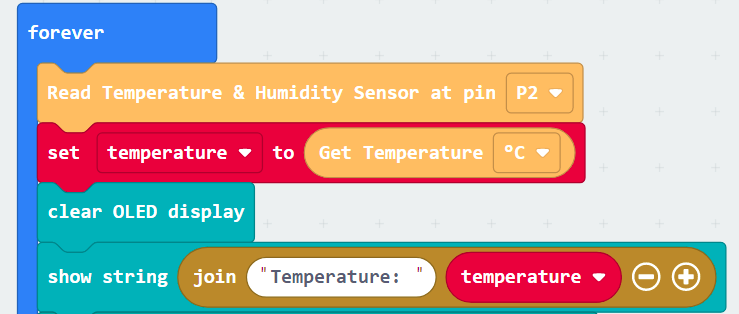 forever
Read Temperature & Humidity Sensor at pin P2
set temperature to Get Temperature °C
clear OLED display
show string join "Temperature: " temperature